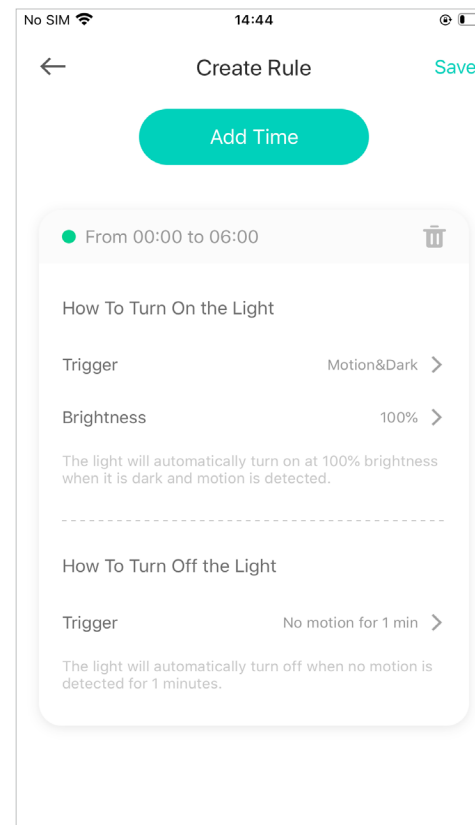 No SIM 14:44
Create Rule Save
Add Time
From 00:00 to 06:00
How To Turn On the Light
Trigger Motion&Dark
Brightness 100%
The light will automatically turn on at 100% brightness
when it is dark and motion is detected.
How To Turn Off the Light
Trigger No motion for 1 min
The light will automatically turn off when no motion is
detected for 1 minutes.